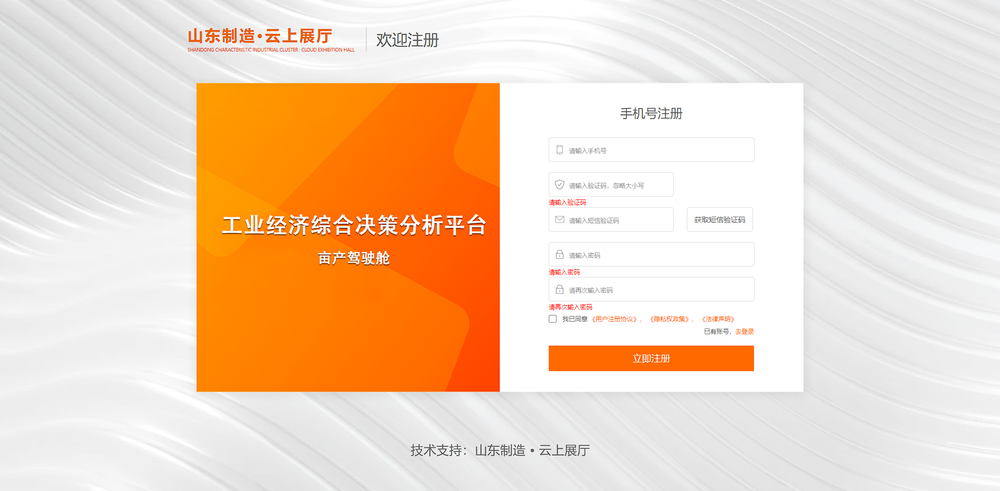 山东制造·云上展厅
SHANDONG CHARACTERISTIC INDUSTRIAL CLUSTER · CLOUD EXHIBITION HALL
欢迎注册
工业经济综合决策分析平台
亩产驾驶舱
手机号注册
请输入手机号
请输入验证码，忽略大小写
请输入验证码
请输入短信验证码
获取短信验证码
请输入密码
请输入密码
请再次输入密码
请再次输入密码
我已同意《用户注册协议》、《隐私权政策》、《法律声明》
已有账号，去登录
立即注册
技术支持：山东制造 • 云上展厅